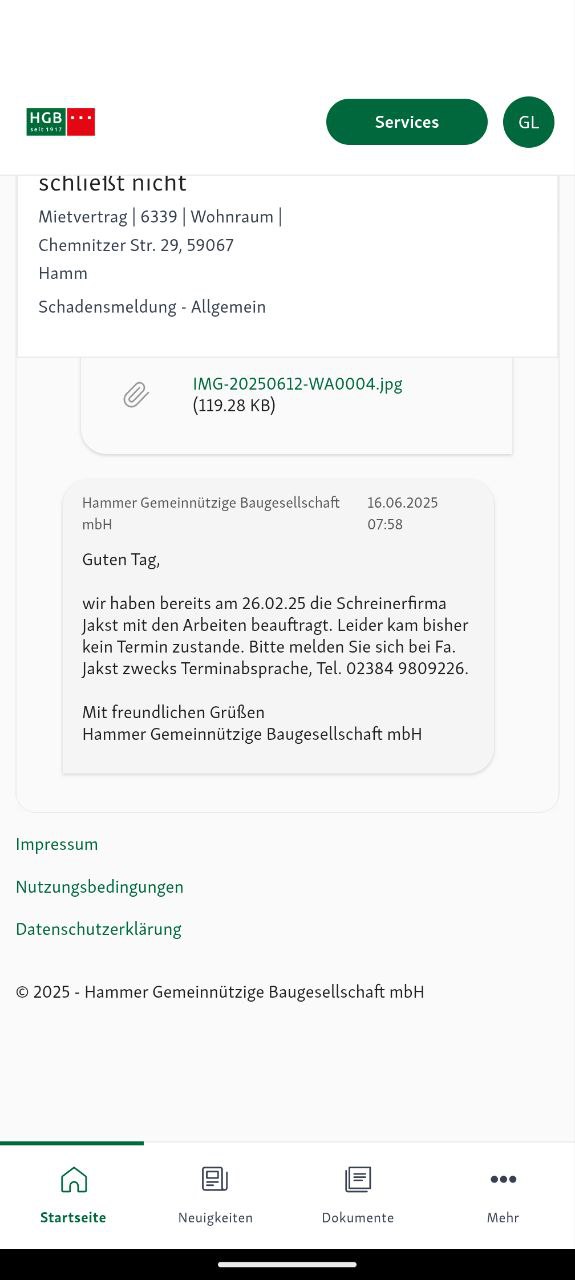 HGB
seit 1917
Services
GL
schließt nicht
Mietvertrag | 6339 | Wohnraum |
Chemnitzer Str. 29, 59067
Hamm
Schadensmeldung - Allgemein
IMG-20250612-WA0004.jpg
(119.28 KB)
Hammer Gemeinnützige Baugesellschaft mbH
16.06.2025 07:58
Guten Tag,
wir haben bereits am 26.02.25 die Schreinerfirma
Jakst mit den Arbeiten beauftragt. Leider kam bisher
kein Termin zustande. Bitte melden Sie sich bei Fa.
Jakst zwecks Terminabsprache, Tel. 02384 9809226.
Mit freundlichen Grüßen
Hammer Gemeinnützige Baugesellschaft mbH
Impressum
Nutzungsbedingungen
Datenschutzerklärung
© 2025 - Hammer Gemeinnützige Baugesellschaft mbH
Startseite
Neuigkeiten
Dokumente
Mehr